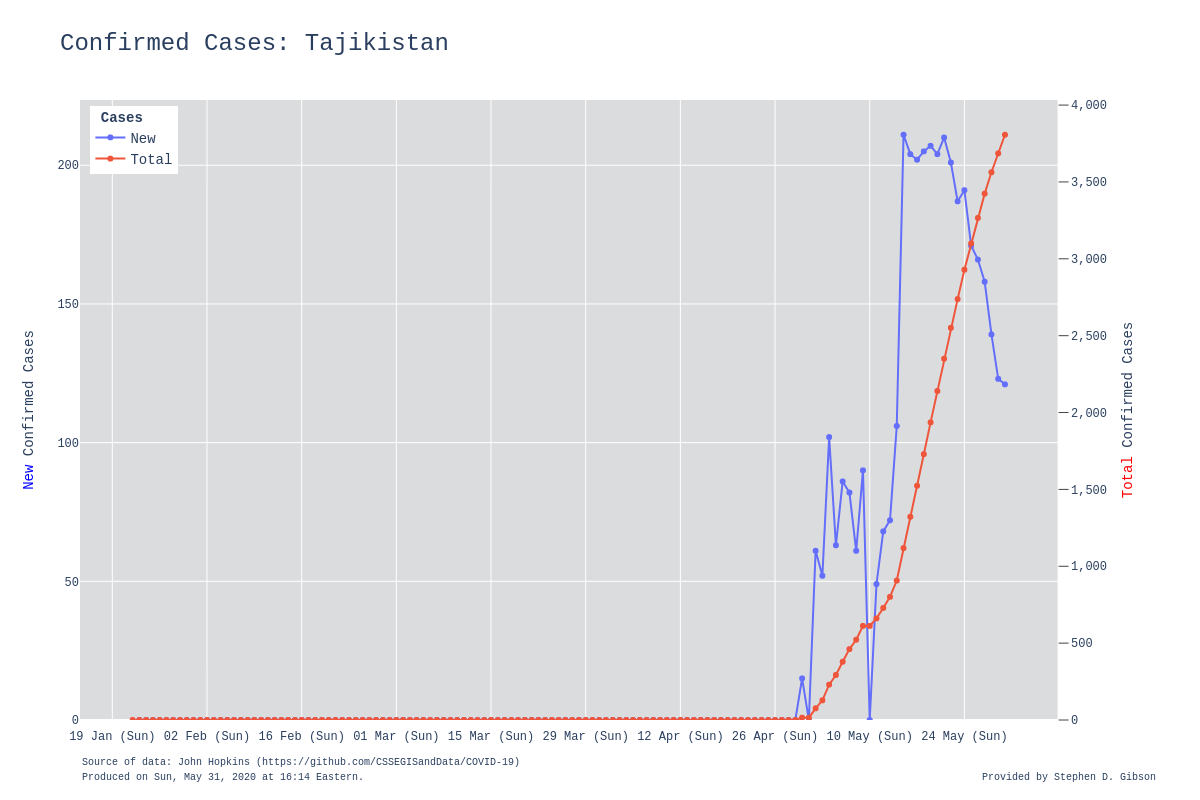 Confirmed Cases: Tajikistan
Cases
New
Total
200
150
100
50
0
New Confirmed Cases
4,000
3,500
3,000
2,500
2,000
1,500
1,000
500
0
Total Confirmed Cases
19 Jan (Sun) 02 Feb (Sun) 16 Feb (Sun) 01 Mar (Sun) 15 Mar (Sun) 29 Mar (Sun) 12 Apr (Sun) 26 Apr (Sun) 10 May (Sun) 24 May (Sun)
Source of data: John Hopkins (https://github.com/CSSEGISandData/COVID-19)
Produced on Sun, May 31, 2020 at 16:14 Eastern.
Provided by Stephen D. Gibson